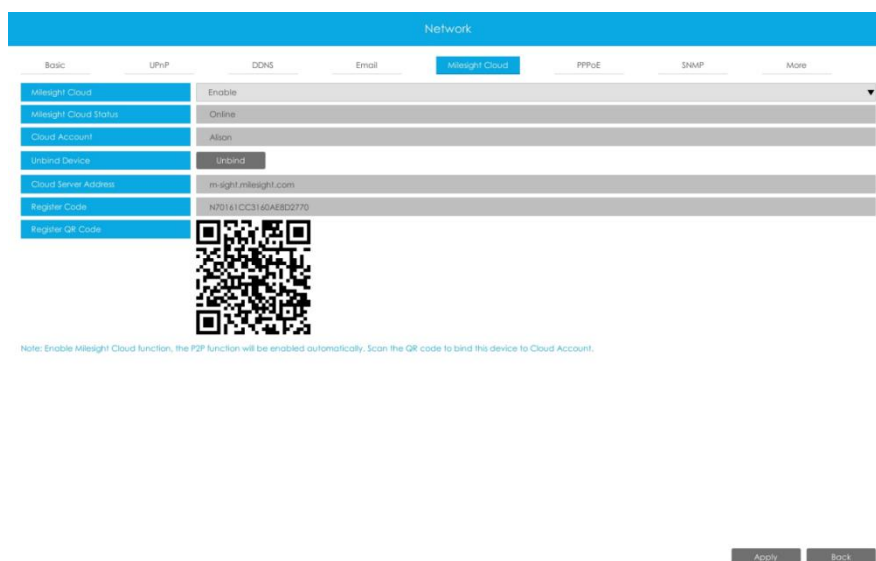 Network
Basic UPnP DDNS Email Milesight Cloud PPPoE SNMP More
Milesight Cloud Enable
Milesight Cloud Status Online
Cloud Account Alison
Unbind Device Unbind
Cloud Server Address m-sight.milesight.com
Register Code N70161CC3160AE8D2770
Register QR Code
Note: Enable Milesight Cloud function, the P2P function will be enabled automatically. Scan the QR code to bind this device to Cloud Account.
Apply Back